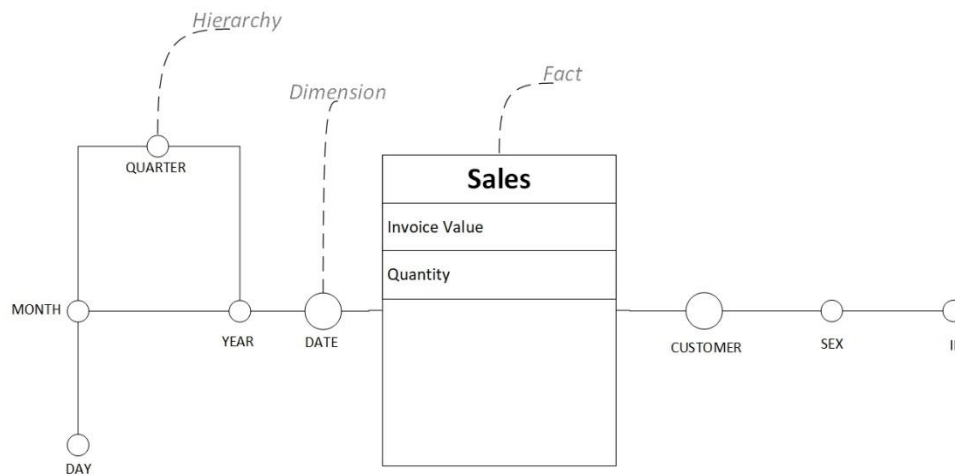 Hierarchy
Dimension
Fact
QUARTER
Sales
Invoice Value
Quantity
MONTH
YEAR
DATE
CUSTOMER
SEX
DAY